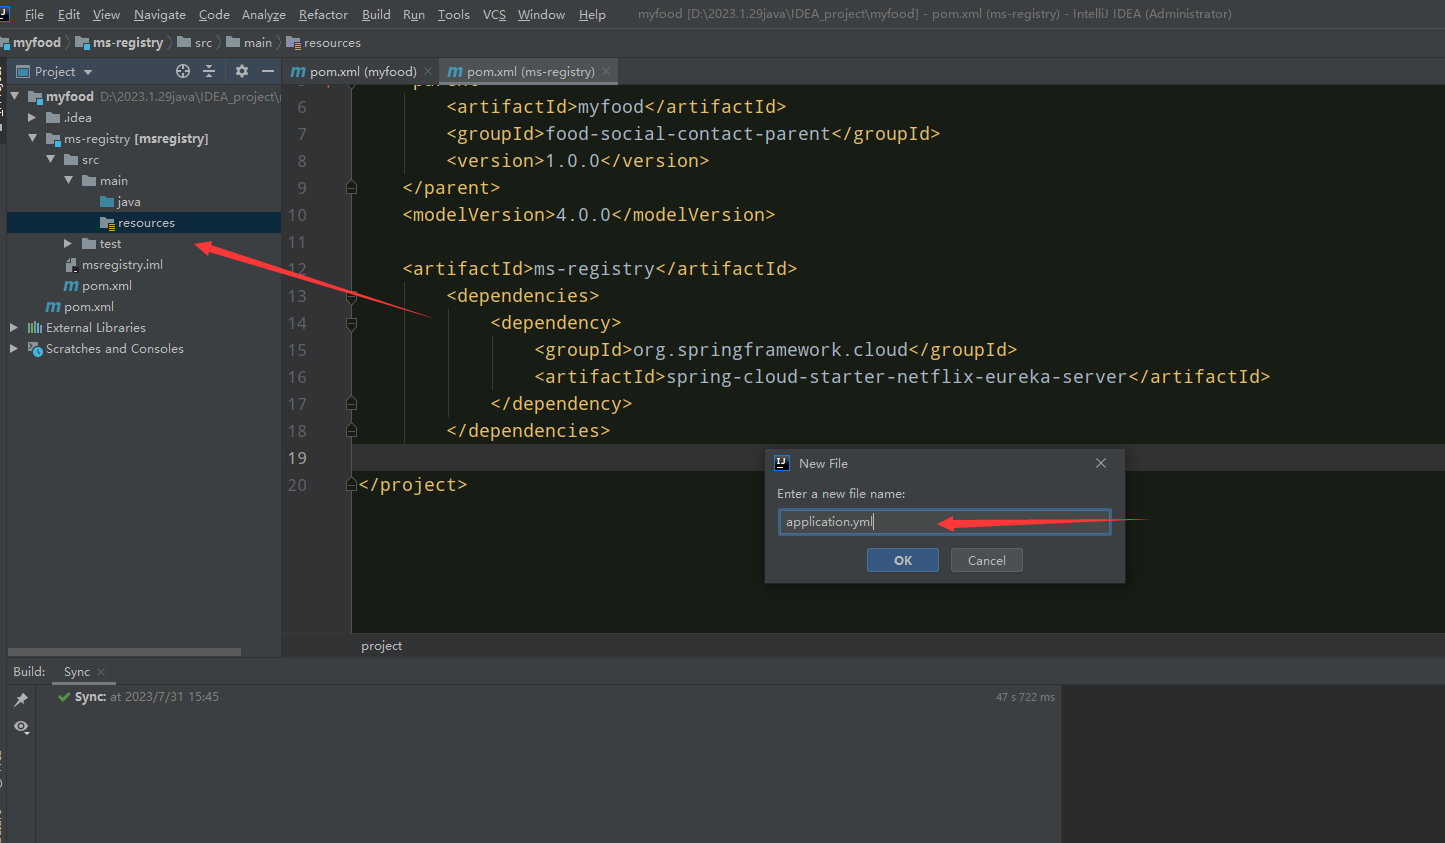 File Edit View Navigate Code Analyze Refactor Build Run Tools VCS Window Help myfood [D:\2023.1.29java\IDEA_project\myfood] - pom.xml (ms-registry) - IntelliJ IDEA (Administrator)
myfood ms-registry src main resources
Project
pom.xml (myfood) pom.xml (ms-registry)
myfood D:\2023.1.29java\IDEA_project\
.idea
ms-registry [msregistry]
src
main
java
resources
test
msregistry.iml
pom.xml
pom.xml
External Libraries
Scratches and Consoles
6 <artifactId>myfood</artifactId>
7 <groupId>food-social-contact-parent</groupId>
8 <version>1.0.0</version>
9 </parent>
10 <modelVersion>4.0.0</modelVersion>
11
12 <artifactId>ms-registry</artifactId>
13 <dependencies>
14 <dependency>
15 <groupId>org.springframework.cloud</groupId>
16 <artifactId>spring-cloud-starter-netflix-eureka-server</artifactId>
17 </dependency>
18 </dependencies>
19
20 </project>
New File
Enter a new file name:
application.yml
OK Cancel
project
Build: Sync
Sync: at 2023/7/31 15:45 47 s 722 ms